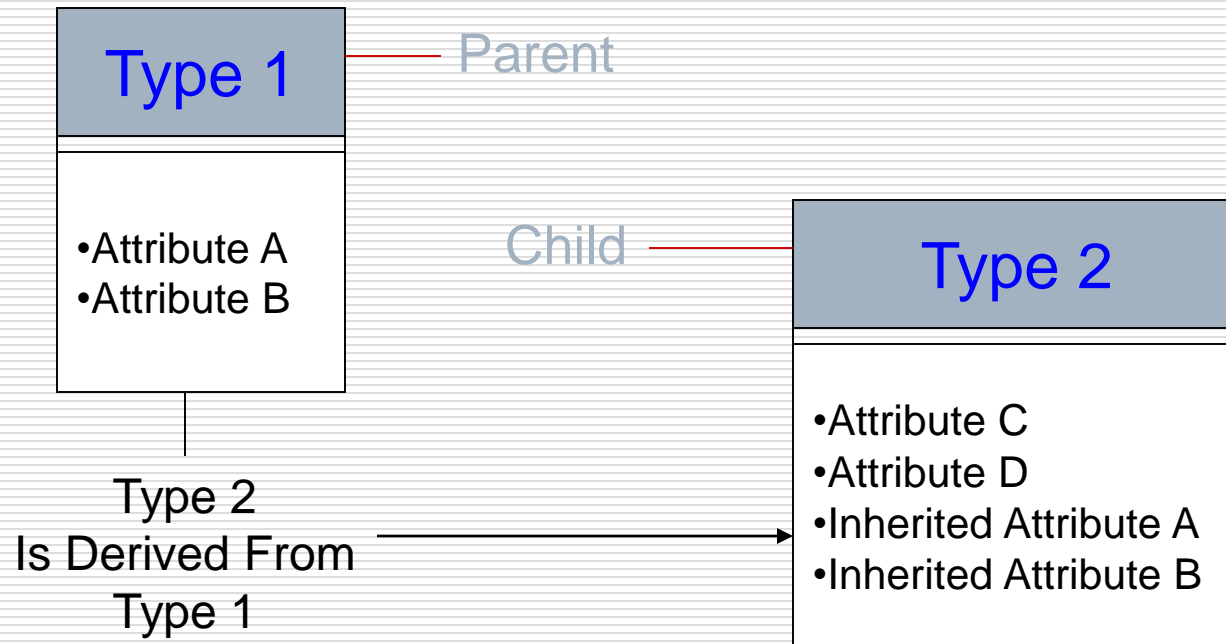 Type 1
Parent
•Attribute A
•Attribute B
Child
Type 2
•Attribute C
•Attribute D
•Inherited Attribute A
•Inherited Attribute B
Type 2
Is Derived From
Type 1